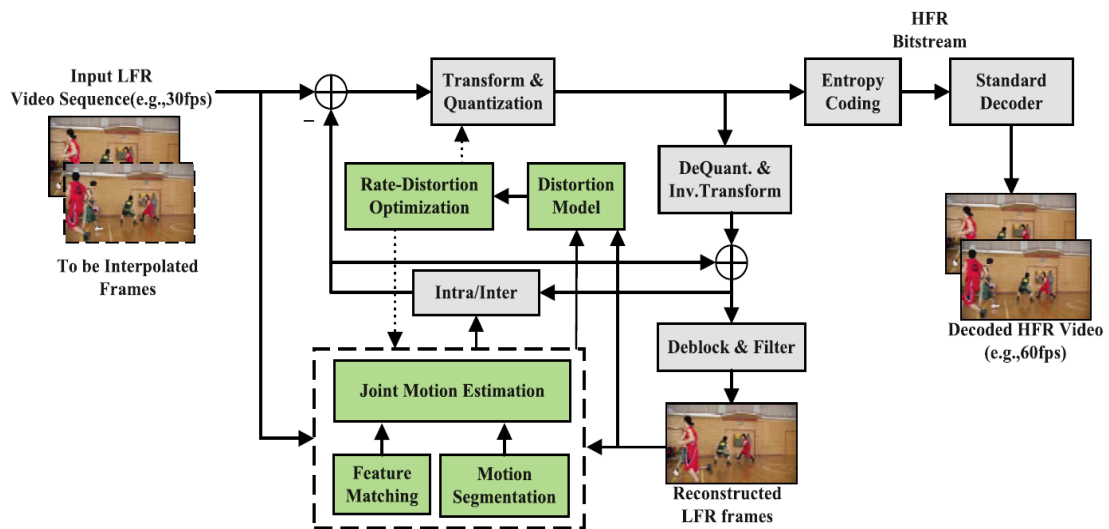 Input LFR
Video Sequence(e.g.,30fps)
To be Interpolated
Frames
−
Transform &
Quantization
Rate-Distortion
Optimization
Distortion
Model
Intra/Inter
Joint Motion Estimation
Feature
Matching
Motion
Segmentation
DeQuant. &
Inv.Transform
Deblock & Filter
Reconstructed
LFR frames
Entropy
Coding
HFR
Bitstream
Standard
Decoder
Decoded HFR Video
(e.g.,60fps)